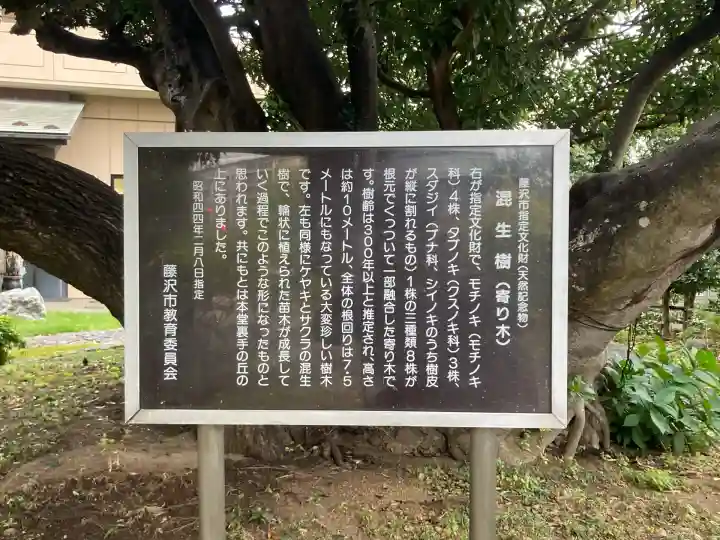 藤沢市指定文化財（天然記念物）
混生樹（寄り木）
右が指定文化財で、モチノキ（モチノキ
科）４株、タブノキ（クスノキ科）３株、
スダジイ（ブナ科、シイノキのうち樹皮
が縦に割れるもの）１株の三種類８株が
根元でくっついて一部融合した寄り木で
す。樹齢は３００年以上と推定され、高さ
は約１０メートル、全体の根回りは７.５
メートルにもなっている大変珍しい樹木
です。左も同様にケヤキとサクラの混生
樹で、輪状に植えられた苗木が成長して
いく過程でこのような形になったものと
思われます。共にもとは本堂裏手の丘の
上にありました。
昭和四四年一月八日指定
藤沢市教育委員会